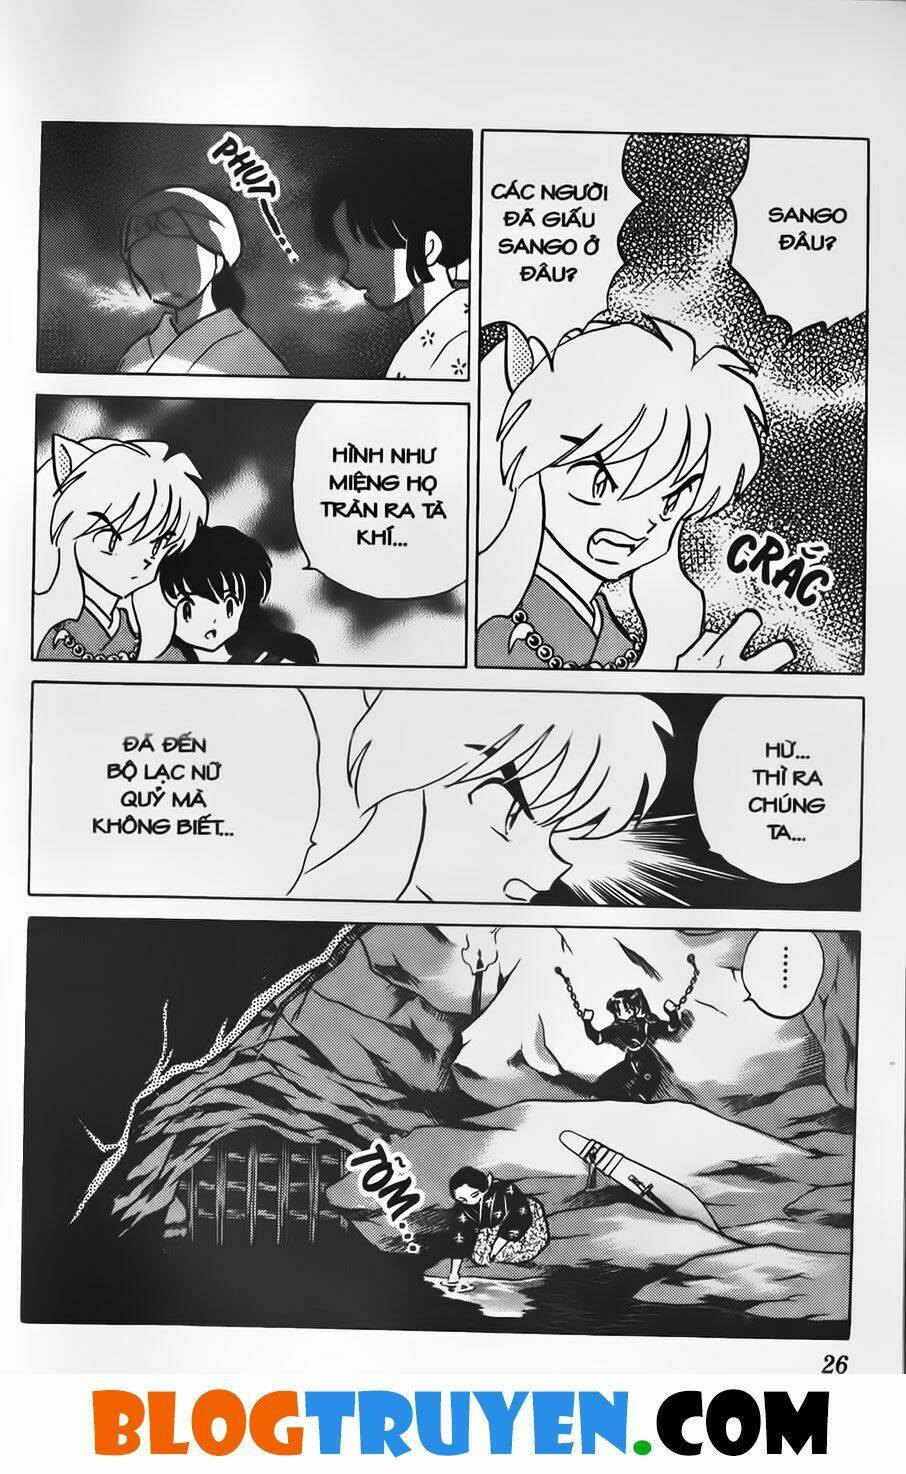 SANGO
ĐÂU?
CÁC NGƯỜI
ĐÃ GIẤU
SANGO Ở
ĐÂU?
CRẮC
PHỤT
HÌNH NHƯ
MIỆNG HỌ
TRÀN RA TÀ
KHÍ...
HỪ...
THÌ RA
CHÚNG
TA...
ĐÃ ĐẾN
BỘ LẠC NỮ
QUỶ MÀ
KHÔNG BIẾT...
......
TÕM...
26
BLOGTRUYEN.COM